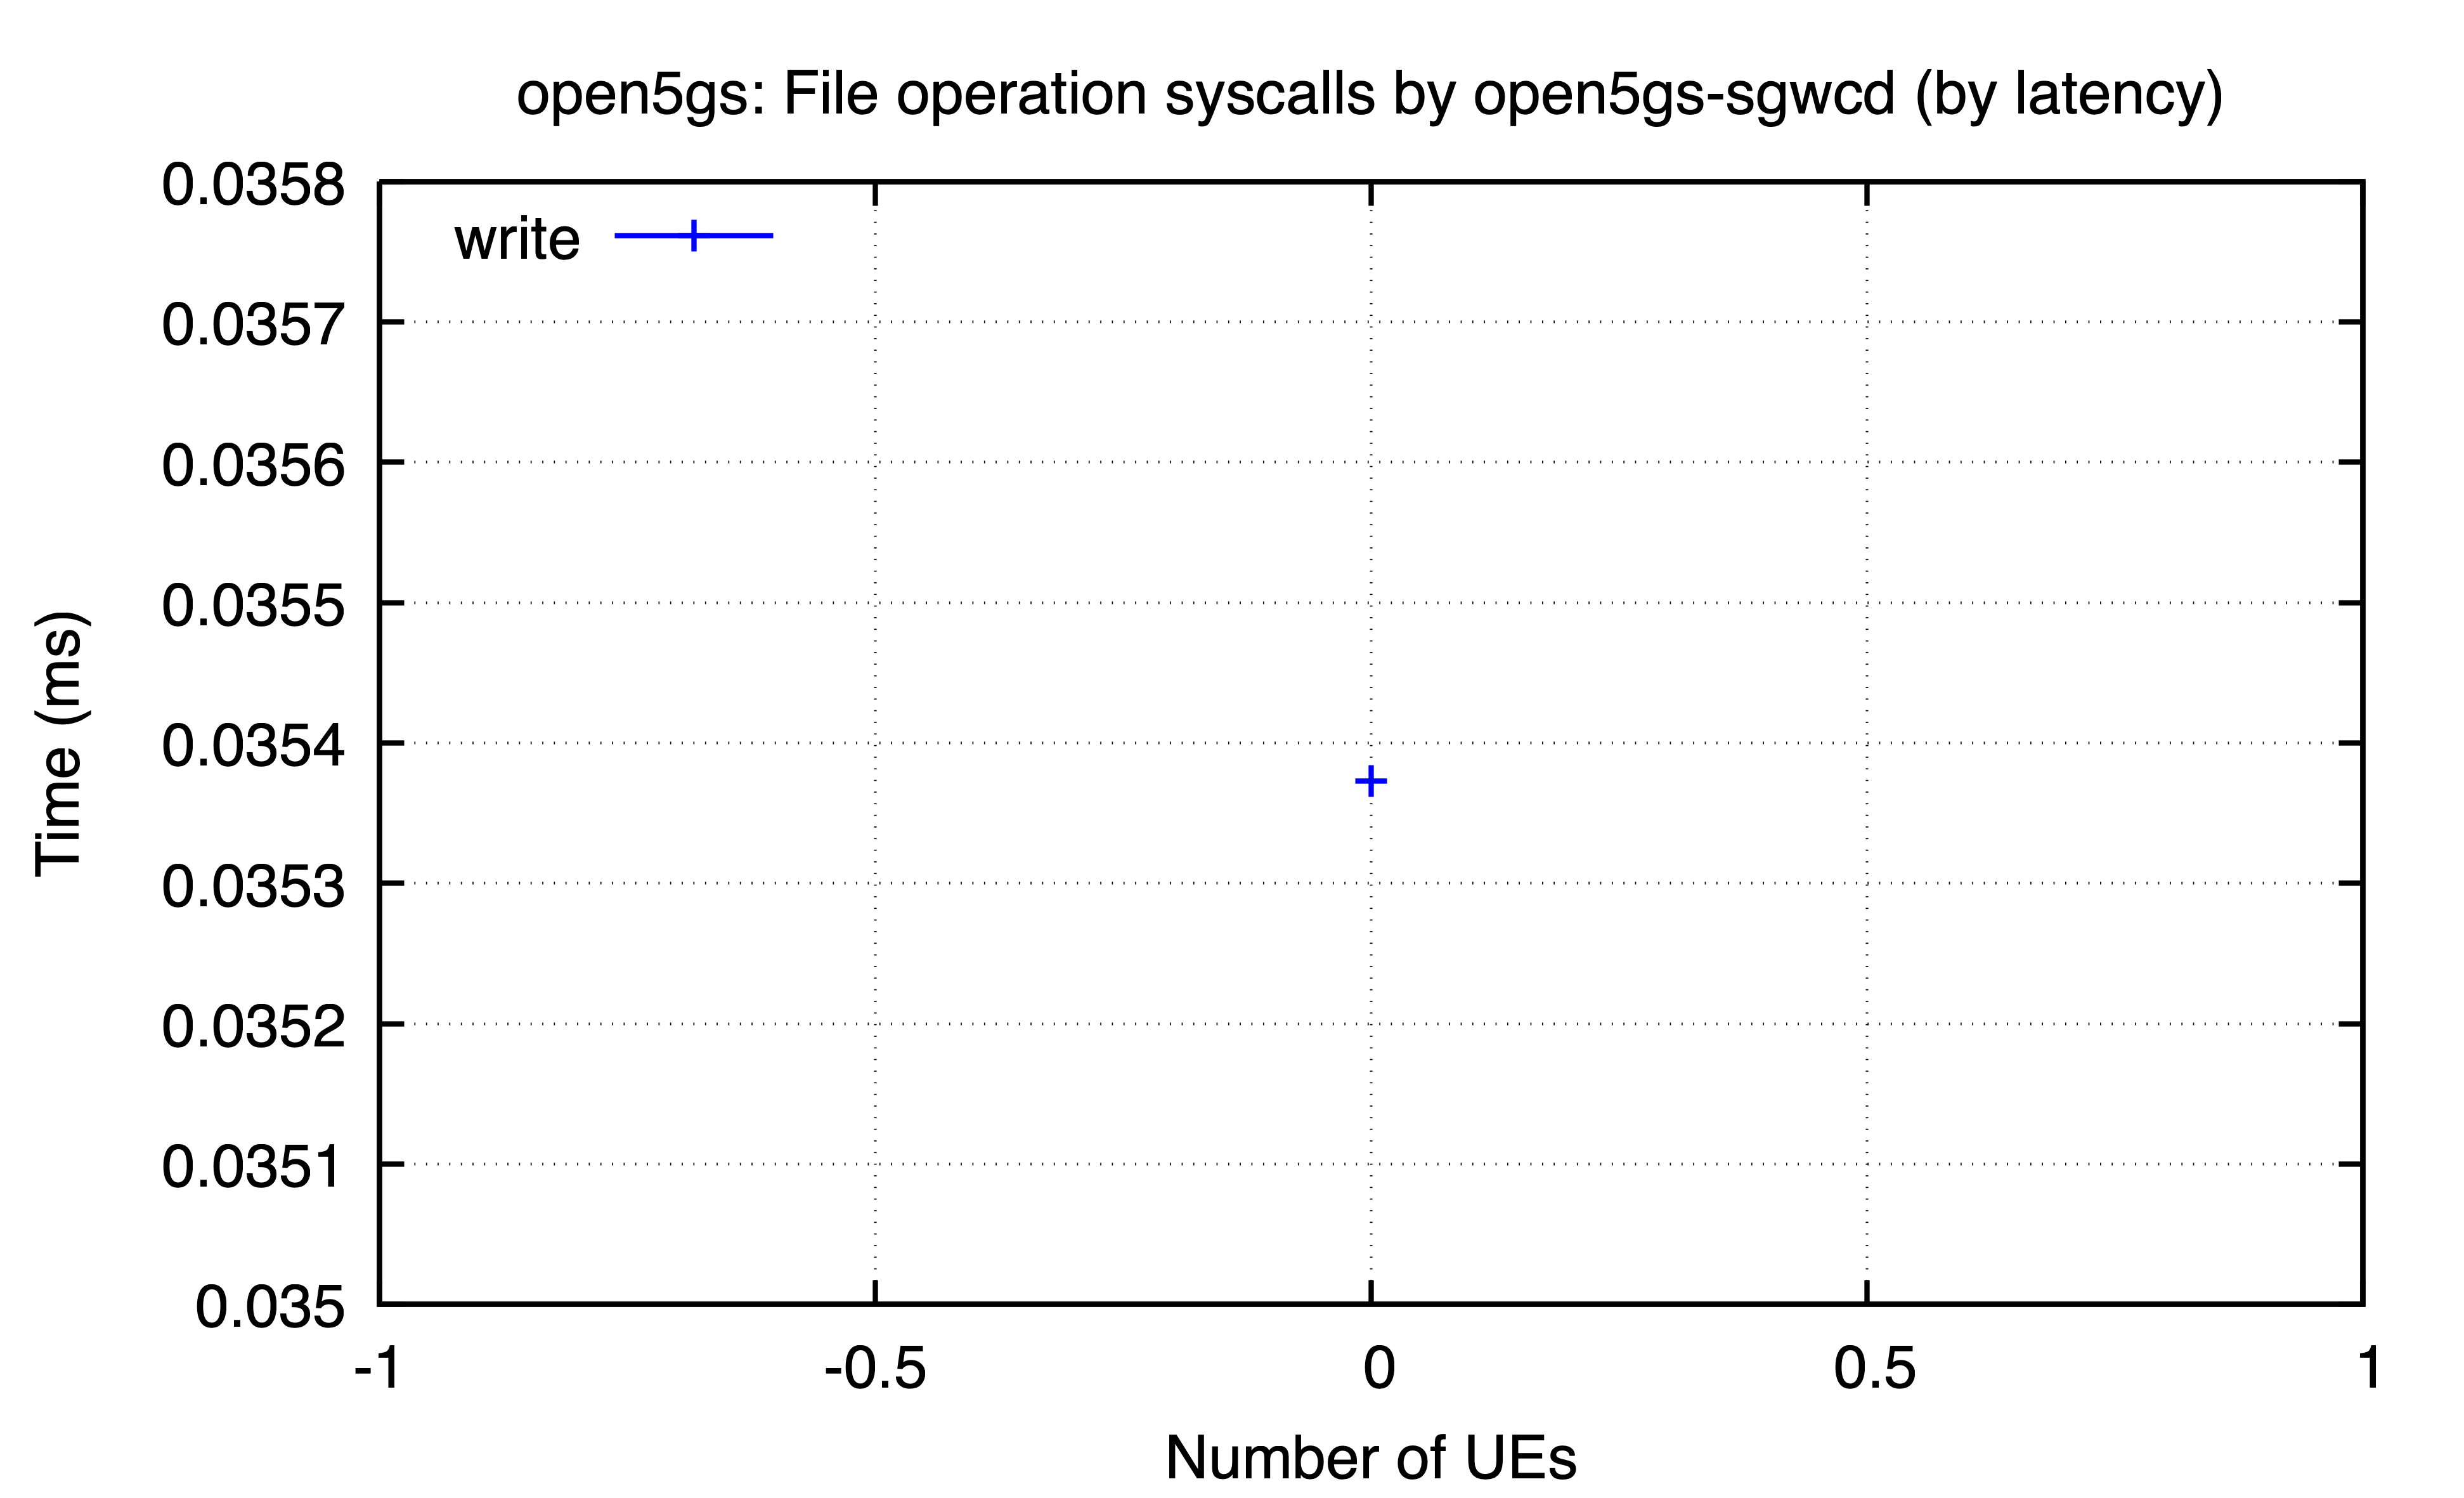 open5gs: File operation syscalls by open5gs-sgwcd (by latency)
0.0358
write
0.0357
0.0356
0.0355
0.0354
0.0353
0.0352
0.0351
0.035
Time (ms)
-1 -0.5 0 0.5 1
Number of UEs